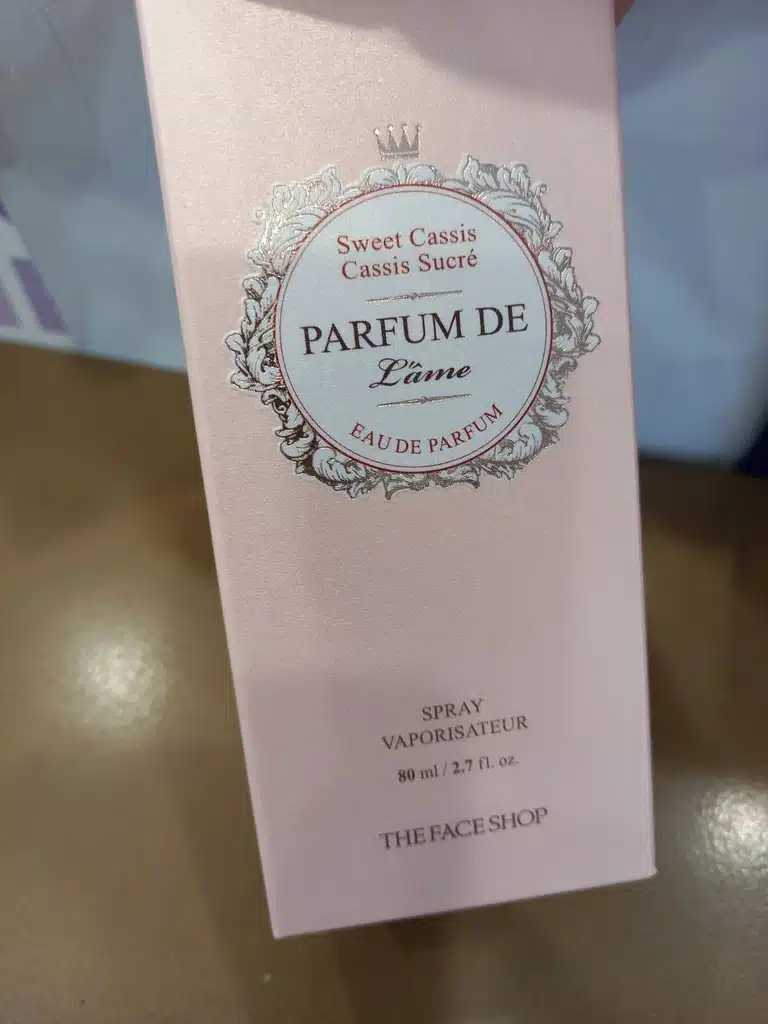 Sweet Cassis
Cassis Sucré
PARFUM DE
L'âme
EAU DE PARFUM
SPRAY
VAPORISATEUR
80 ml / 2.7 fl. oz.
THE FACE SHOP